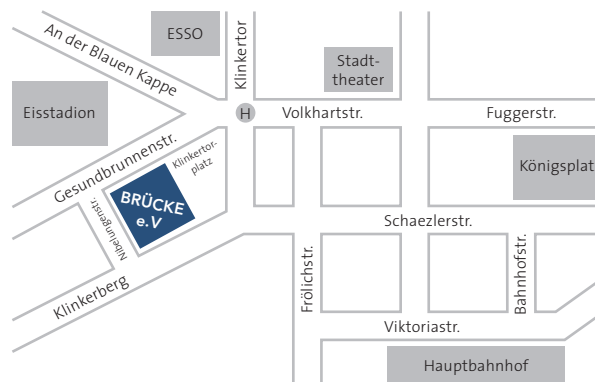 An der Blauen Kappe
ESSO
Klinkertor
Stadt-
theater
Eisstadion
H
Volkhartstr.
Fuggerstr.
Gesundbrunnenstr.
Klinkertor-
platz
Königsplat
BRÜCKE
e.V
Nibelungenstr.
Schaezlerstr.
Klinkerberg
Frölichstr.
Bahnhofstr.
Viktoriastr.
Hauptbahnhof